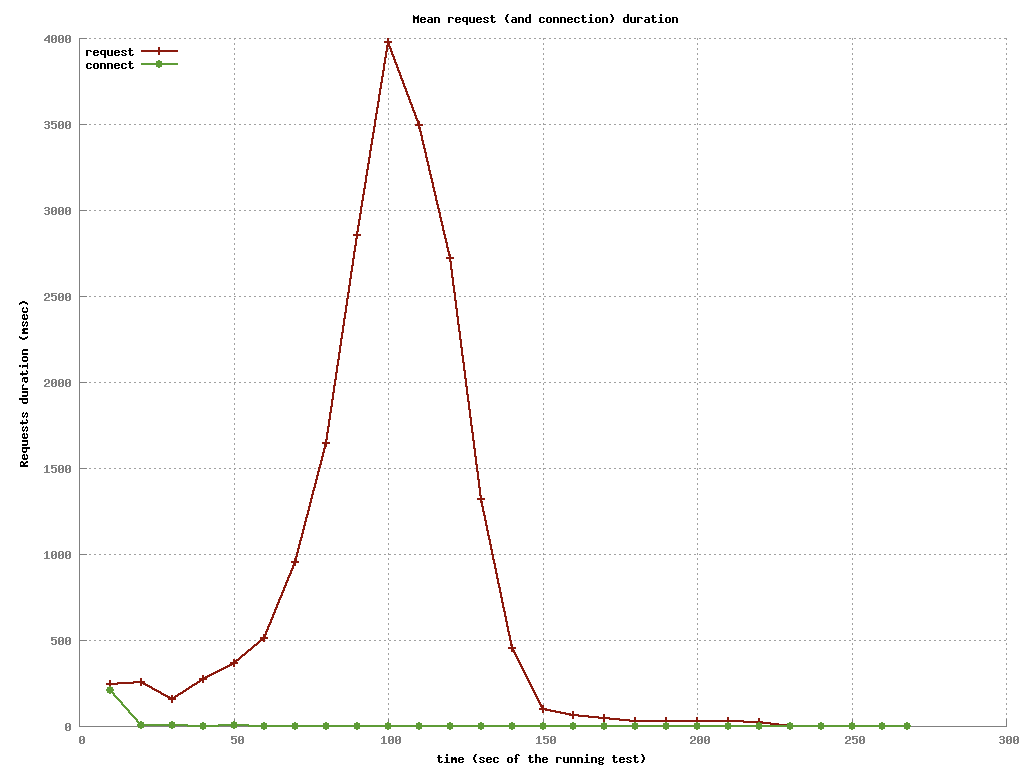 Mean request (and connection) duration
request
connect
4000
3500
3000
2500
2000
1500
1000
500
0
Requests duration (msec)
0 50 100 150 200 250 300
time (sec of the running test)